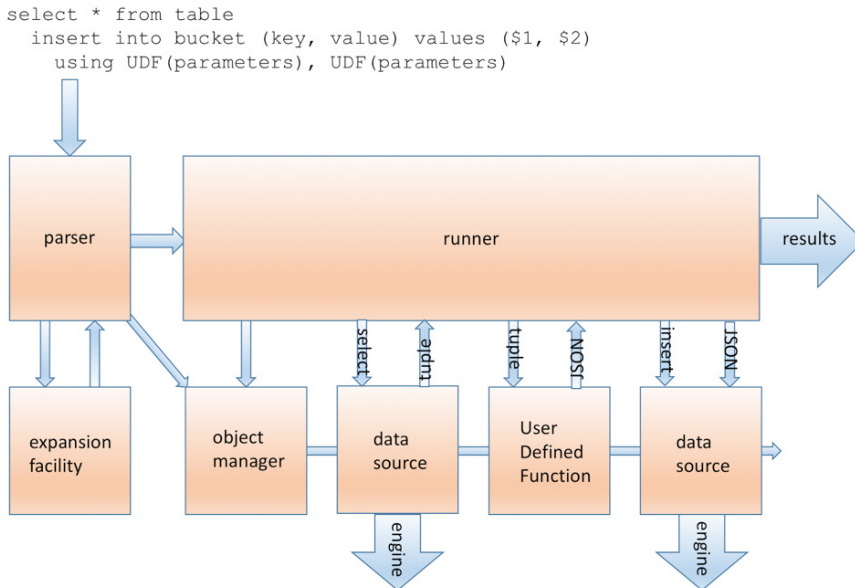 select * from table
insert into bucket (key, value) values ($1, $2)
using UDF(parameters), UDF(parameters)
parser
runner
results
select
tuple
tuple
JSON
insert
JSON
expansion
facility
object
manager
data
source
User
Defined
Function
data
source
engine
engine